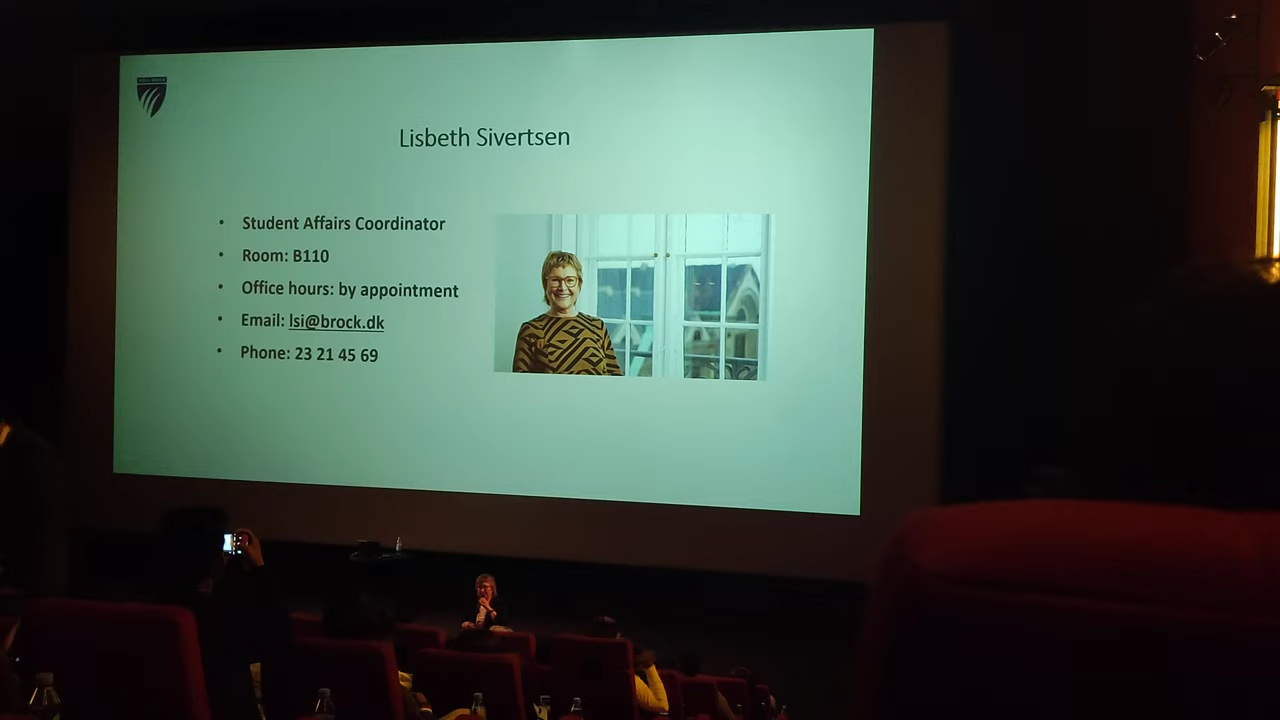 Lisbeth Sivertsen
• Student Affairs Coordinator
• Room: B110
• Office hours: by appointment
• Email: lsi@brock.dk
• Phone: 23 21 45 69